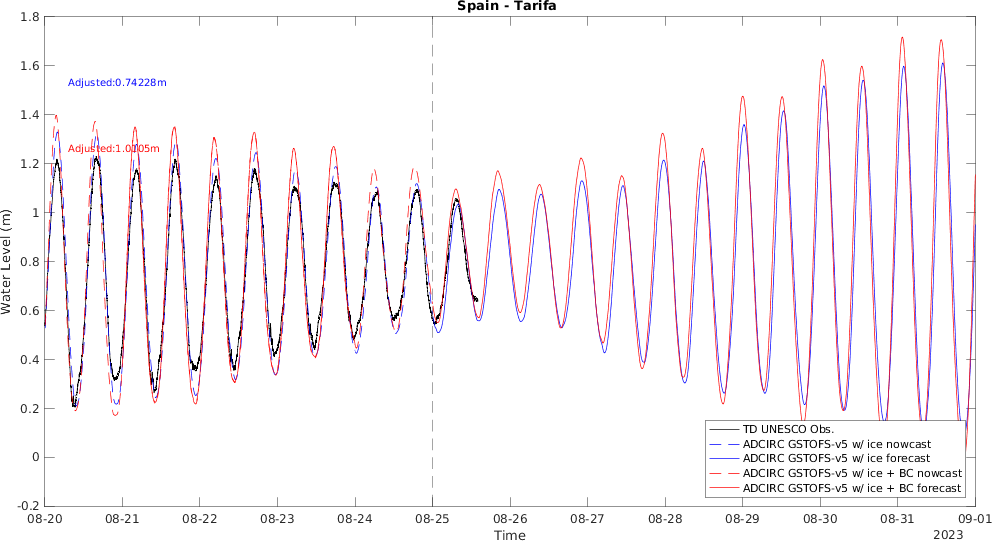 Spain - Tarifa
1.8
1.6
1.4
1.2
1
0.8
0.6
0.4
0.2
0
-0.2
Water Level (m)
Adjusted:0.74228m
Adjusted:1.0105m
TD UNESCO Obs.
ADCIRC GSTOFS-v5 w/ ice nowcast
ADCIRC GSTOFS-v5 w/ ice forecast
ADCIRC GSTOFS-v5 w/ ice + BC nowcast
ADCIRC GSTOFS-v5 w/ ice + BC forecast
08-20 08-21 08-22 08-23 08-24 08-25 08-26 08-27 08-28 08-29 08-30 08-31 09-01
Time
2023